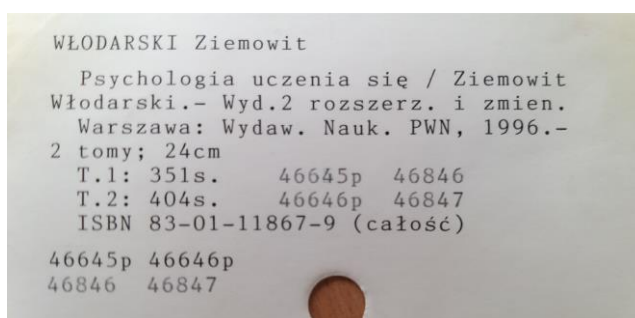 WŁODARSKI Ziemowit
Psychologia uczenia się / Ziemowit
Włodarski.- Wyd.2 rozszerz. i zmien.
Warszawa: Wydaw. Nauk. PWN, 1996.-
2 tomy; 24cm
T.1: 351s. 46645p 46846
T.2: 404s. 46646p 46847
ISBN 83-01-11867-9 (całość)
46645p 46646p
46846 46847